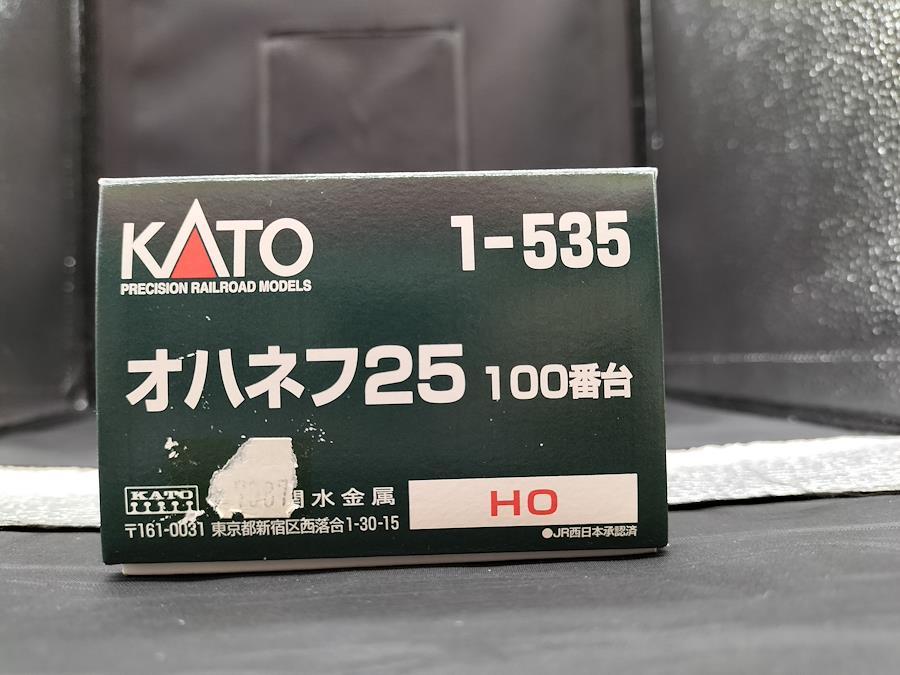 KATO
PRECISION RAILROAD MODELS
1-535
オハネフ25 100番台
KATO
水金属
HO
〒161-0031 東京都新宿区西落合1-30-15
●JR西日本承認済